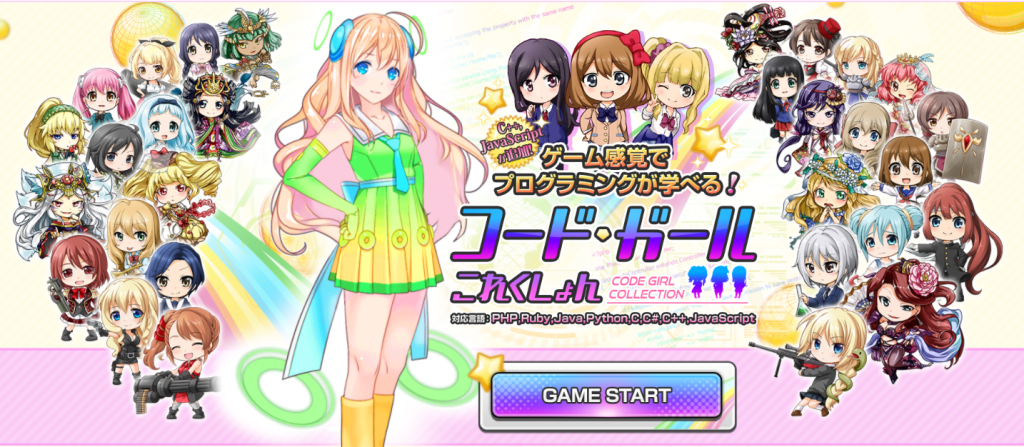 C++,
JavaScript
が追加!
ゲーム感覚で
プログラミングが学べる!
コード・ガール
これくしょん
CODE GIRL
COLLECTION
対応言語:PHP,Ruby,Java,Python,C,C#,C++,JavaScript
GAME START